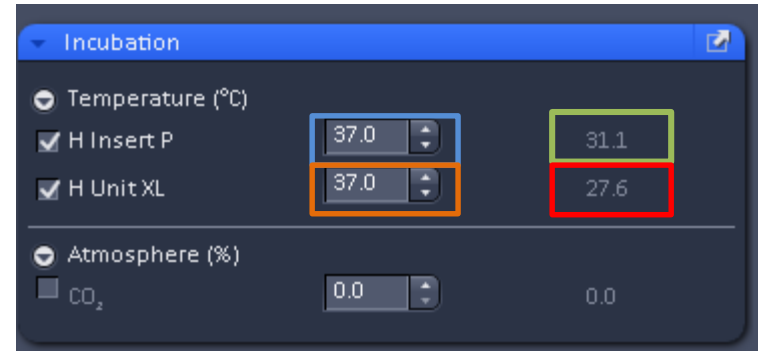 Incubation
Temperature (°C)
H Insert P 37.0 31.1
H Unit XL 37.0 27.6
Atmosphere (%)
CO₂ 0.0 0.0